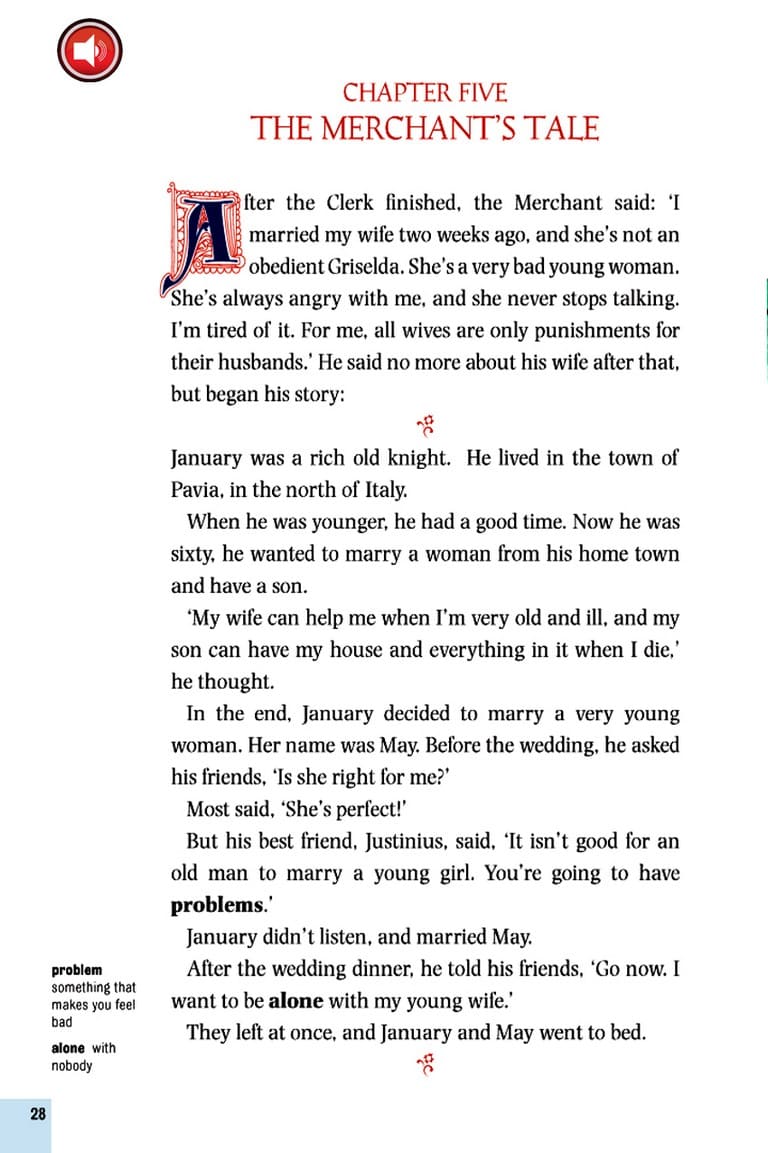 CHAPTER FIVE
THE MERCHANT'S TALE
After the Clerk finished, the Merchant said: 'I
married my wife two weeks ago, and she's not an
obedient Griselda. She's a very bad young woman.
She's always angry with me, and she never stops talking.
I'm tired of it. For me, all wives are only punishments for
their husbands.' He said no more about his wife after that,
but began his story:
January was a rich old knight. He lived in the town of
Pavia, in the north of Italy.
When he was younger, he had a good time. Now he was
sixty, he wanted to marry a woman from his home town
and have a son.
'My wife can help me when I'm very old and ill, and my
son can have my house and everything in it when I die,'
he thought.
In the end, January decided to marry a very young
woman. Her name was May. Before the wedding, he asked
his friends, 'Is she right for me?'
Most said, 'She's perfect!'
But his best friend, Justinius, said, 'It isn't good for an
old man to marry a young girl. You're going to have
problems.'
January didn't listen, and married May.
After the wedding dinner, he told his friends, 'Go now. I
want to be alone with my young wife.'
They left at once, and January and May went to bed.
problem
something that
makes you feel
bad
alone with
nobody
28